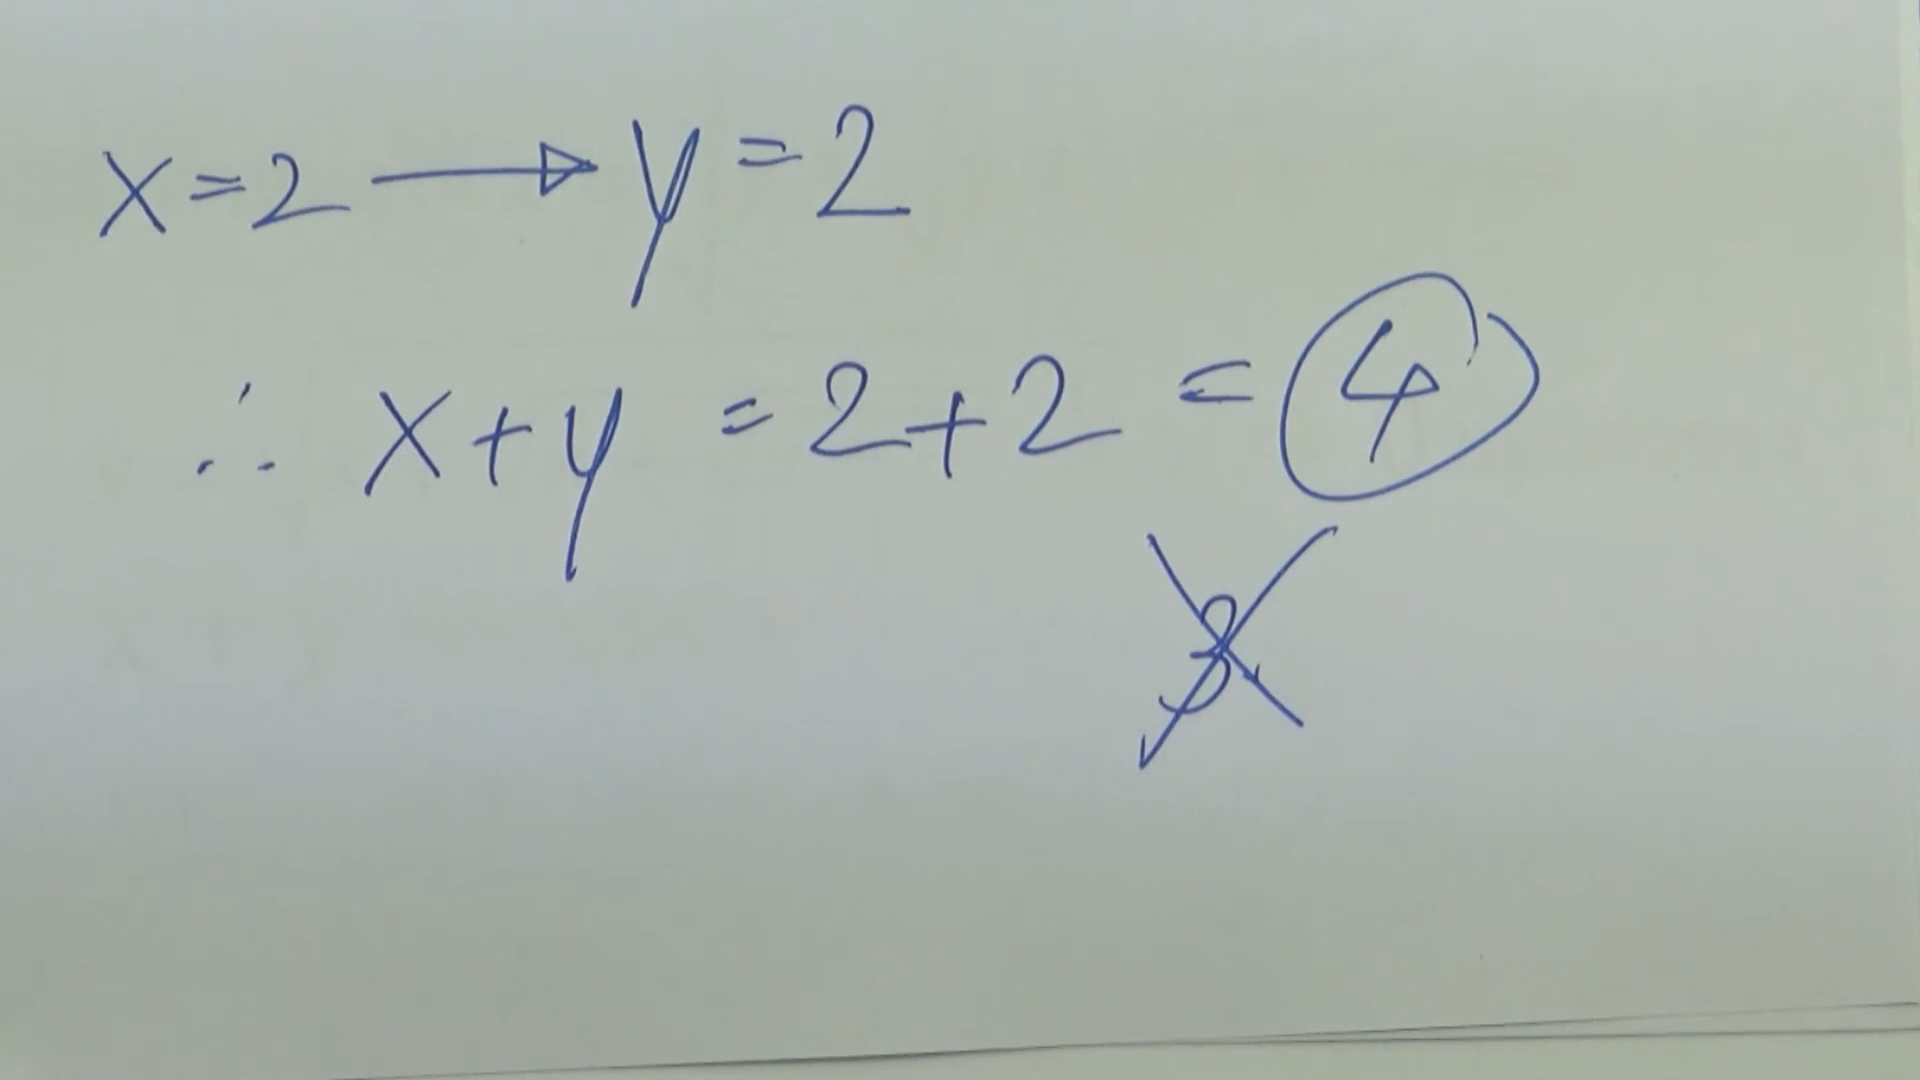 x=2 → y=2
∴ x+y = 2+2 = 4
3